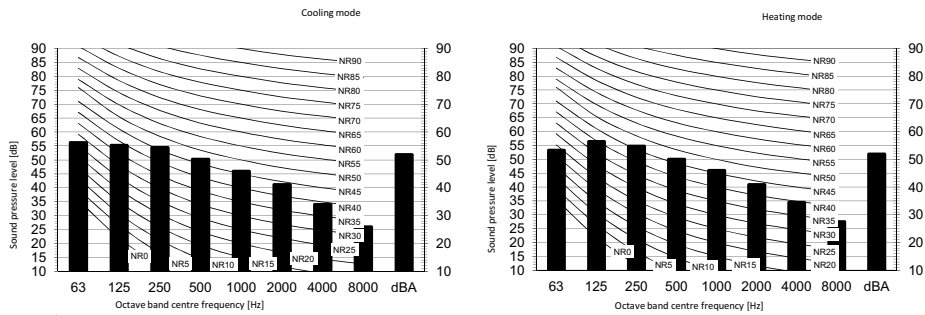 Cooling mode
90
85
80
75
70
65
60
55
50
45
40
35
30
25
20
15
10
Sound pressure level [dB]
NR90
NR85
NR80
NR75
NR70
NR65
NR60
NR55
NR50
NR45
NR40
NR35
NR30
NR25
NR20
NR15
NR10
NR5
NR0
90
80
70
60
50
40
30
20
10
63 125 250 500 1000 2000 4000 8000 dBA
Octave band centre frequency [Hz]
Heating mode
90
85
80
75
70
65
60
55
50
45
40
35
30
25
20
15
10
Sound pressure level [dB]
NR90
NR85
NR80
NR75
NR70
NR65
NR60
NR55
NR50
NR45
NR40
NR35
NR30
NR25
NR20
NR15
NR10
NR5
NR0
90
80
70
60
50
40
30
20
10
63 125 250 500 1000 2000 4000 8000 dBA
Octave band centre frequency [Hz]